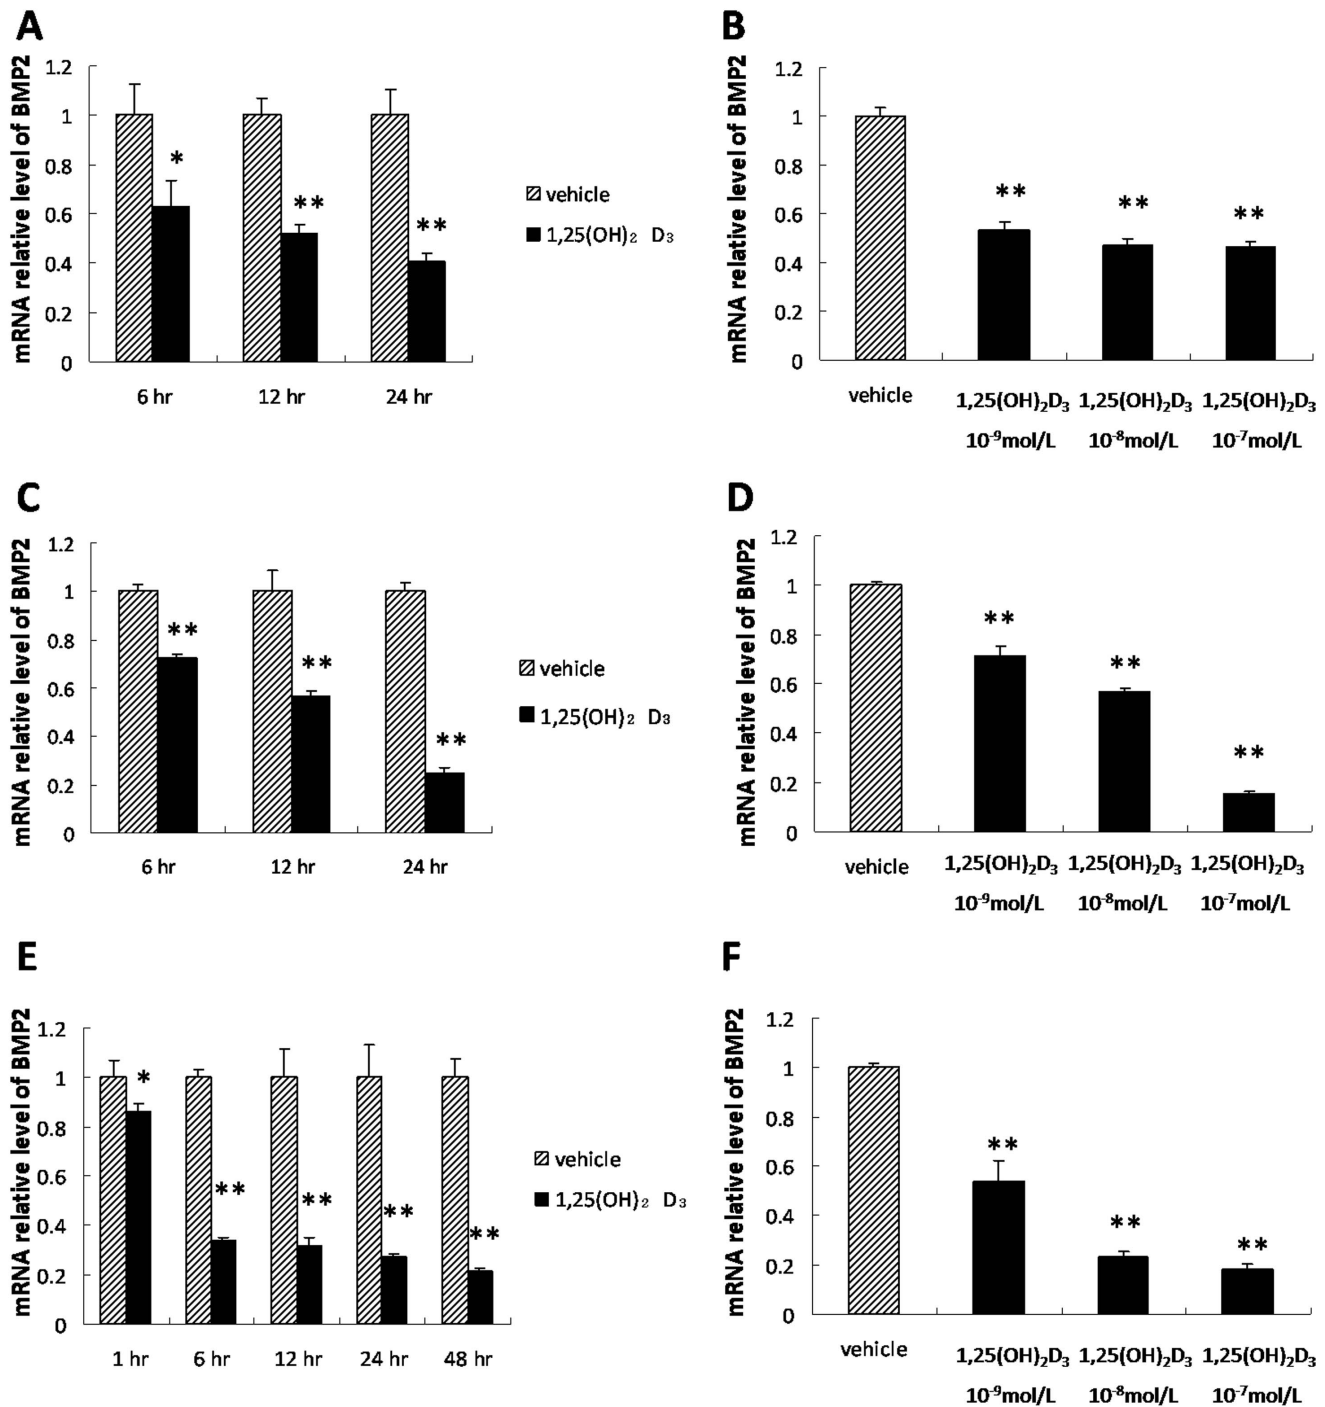 A
mRNA relative level of BMP2
1.2
1
0.8
0.6
0.4
0.2
0
*
**
**
6 hr 12 hr 24 hr
vehicle
1,25(OH)₂ D₃
B
mRNA relative level of BMP2
1.2
1
0.8
0.6
0.4
0.2
0
**
**
**
vehicle 1,25(OH)₂D₃ 1,25(OH)₂D₃ 1,25(OH)₂D₃
10⁻⁹mol/L 10⁻⁸mol/L 10⁻⁷mol/L
C
mRNA relative level of BMP2
1.2
1
0.8
0.6
0.4
0.2
0
**
**
**
6 hr 12 hr 24 hr
vehicle
1,25(OH)₂ D₃
D
mRNA relative level of BMP2
1.2
1
0.8
0.6
0.4
0.2
0
**
**
**
vehicle 1,25(OH)₂D₃ 1,25(OH)₂D₃ 1,25(OH)₂D₃
10⁻⁹mol/L 10⁻⁸mol/L 10⁻⁷mol/L
E
mRNA relative level of BMP2
1.2
1
0.8
0.6
0.4
0.2
0
*
**
**
**
**
1 hr 6 hr 12 hr 24 hr 48 hr
vehicle
1,25(OH)₂ D₃
F
mRNA relative level of BMP2
1.2
1
0.8
0.6
0.4
0.2
0
**
**
**
vehicle 1,25(OH)₂D₃ 1,25(OH)₂D₃ 1,25(OH)₂D₃
10⁻⁹mol/L 10⁻⁸mol/L 10⁻⁷mol/L